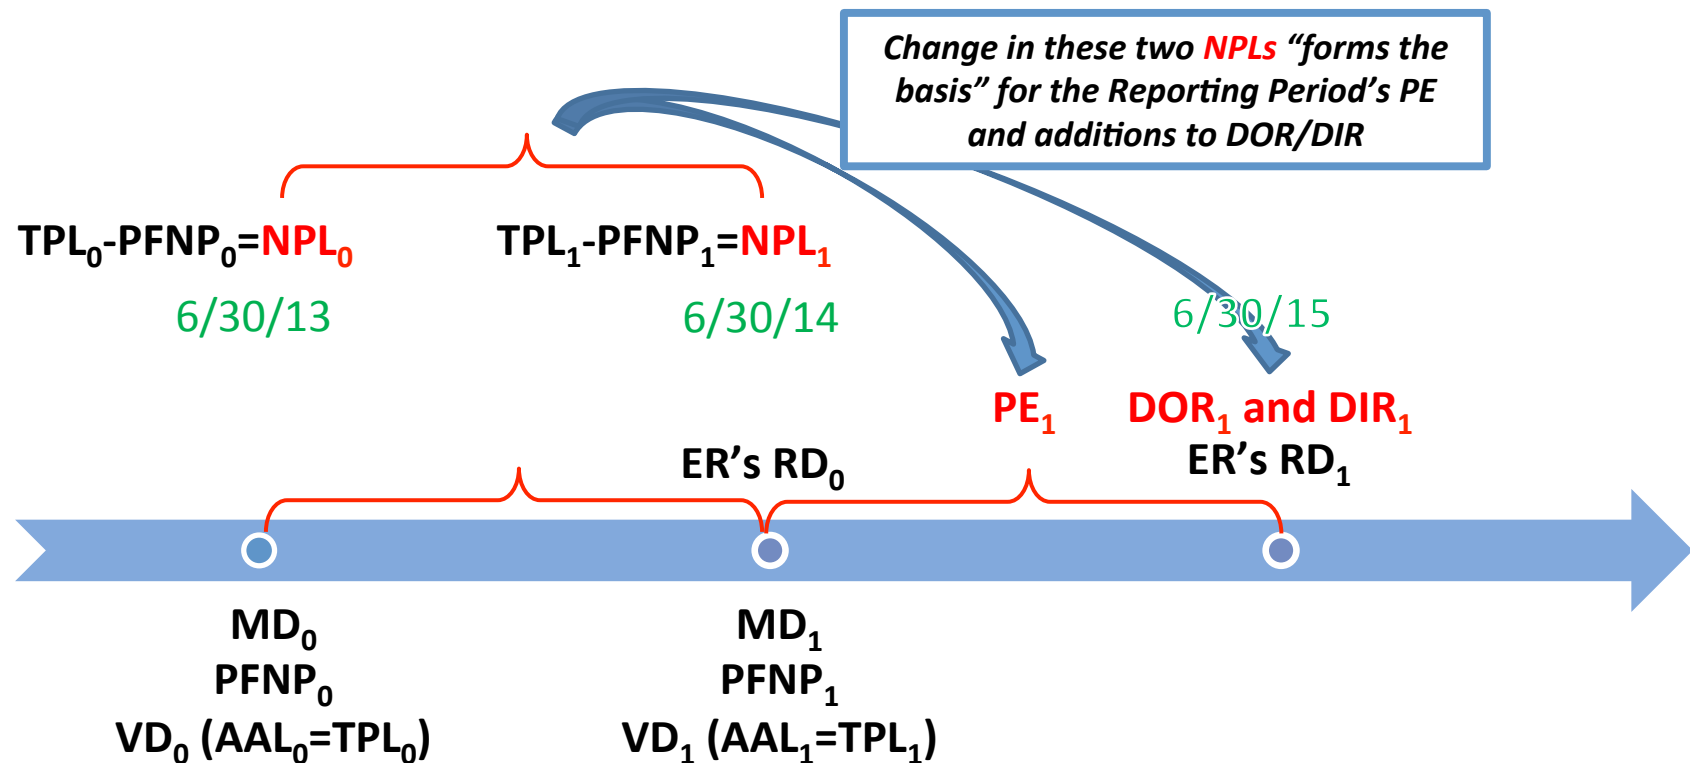 Change in these two NPLs “forms the
basis” for the Reporting Period’s PE
and additions to DOR/DIR
TPL₀-PFNP₀=NPL₀
TPL₁-PFNP₁=NPL₁
6/30/13
6/30/14
6/30/15
PE₁
DOR₁ and DIR₁
ER’s RD₀
ER’s RD₁
MD₀
PFNP₀
VD₀ (AAL₀=TPL₀)
MD₁
PFNP₁
VD₁ (AAL₁=TPL₁)